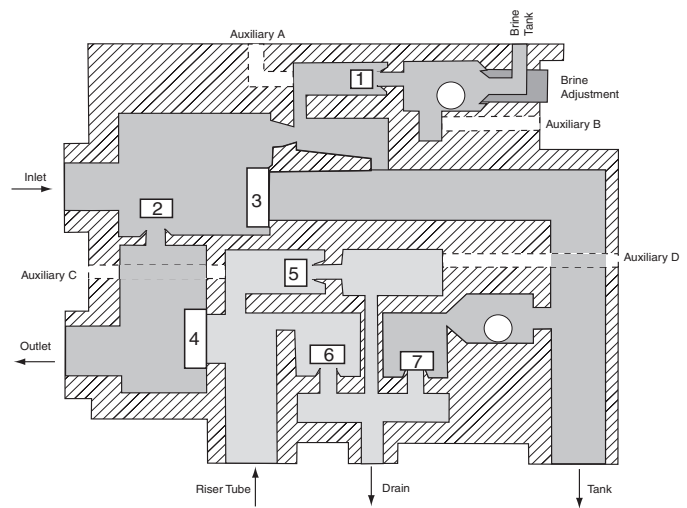 Auxiliary A
Brine
Tank
1
Brine
Adjustment
Auxiliary B
Inlet
2
3
Auxiliary C
5
Auxiliary D
Outlet
4
6
7
Riser Tube
Drain
Tank